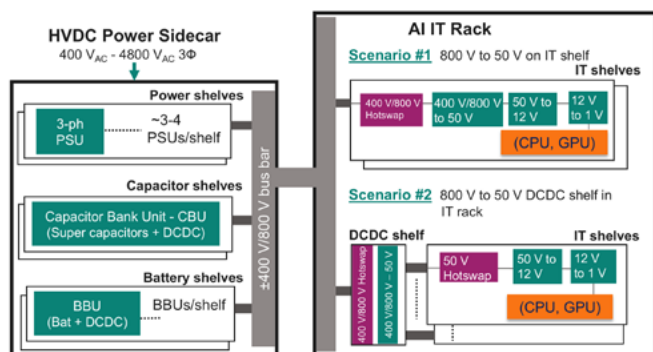 HVDC Power Sidecar
400 VAC - 4800 VAC 3Φ
Power shelves
3-ph
PSU
~3-4
PSUs/shelf
Capacitor shelves
Capacitor Bank Unit - CBU
(Super capacitors + DCDC)
Battery shelves
BBU
(Bat + DCDC)
BBUs/shelf
±400 V/800 V bus bar
AI IT Rack
Scenario #1 800 V to 50 V on IT shelf
IT shelves
400 V/800 V
Hotswap
400 V/800 V
to 50 V
50 V to
12 V
12 V
to 1 V
(CPU, GPU)
Scenario #2 800 V to 50 V DCDC shelf in
IT rack
DCDC shelf
IT shelves
400 V/800 V Hotswap
400 V/800 V – 50 V
50 V
Hotswap
50 V to
12 V
12 V
to 1 V
(CPU, GPU)